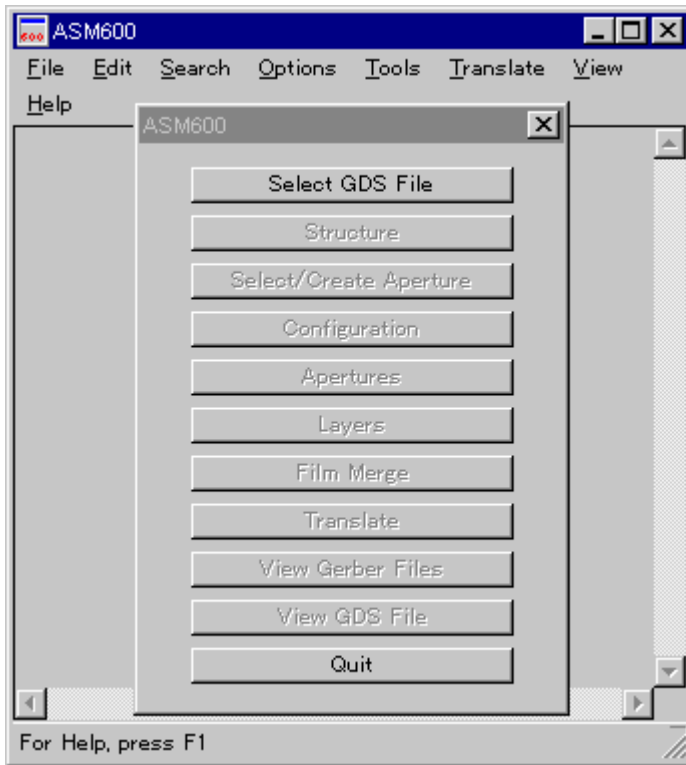 ASM600
File Edit Search Options Tools Translate View
Help
ASM600
Select GDS File
Structure
Select/Create Aperture
Configuration
Apertures
Layers
Film Merge
Translate
View Gerber Files
View GDS File
Quit
For Help, press F1